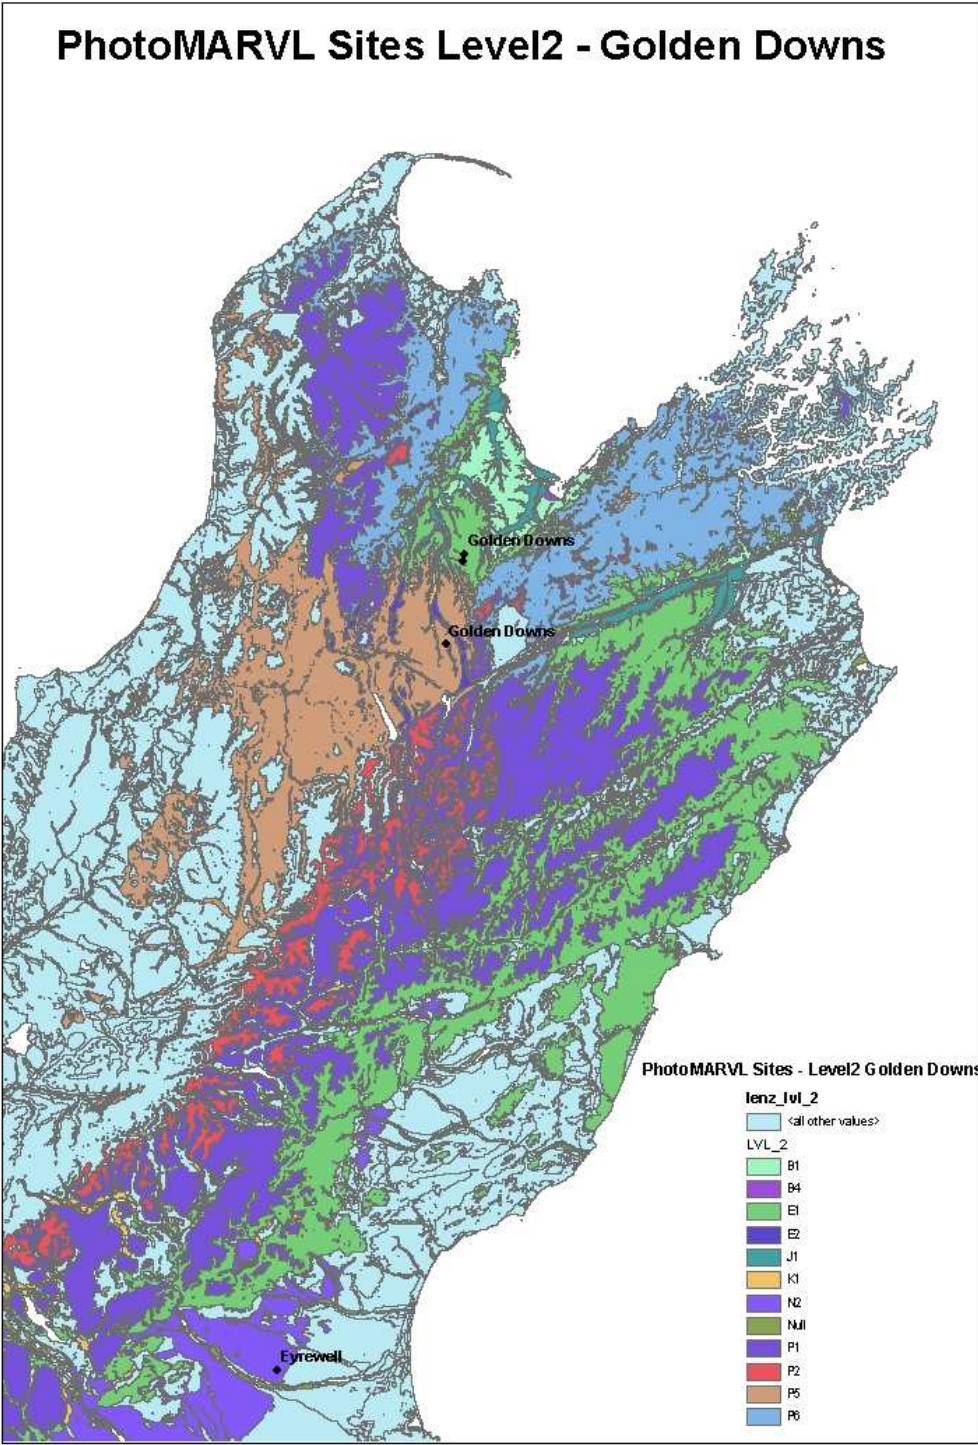 PhotoMARVL Sites Level2 - Golden Downs
Golden Downs
Golden Downs
PhotoMARVL Sites - Level2 Golden Downs
lenz_lvl_2
<all other values>
LVL_2
B1
B4
E1
E2
J1
K1
N2
Null
P1
P2
P5
P6
Eyrewell